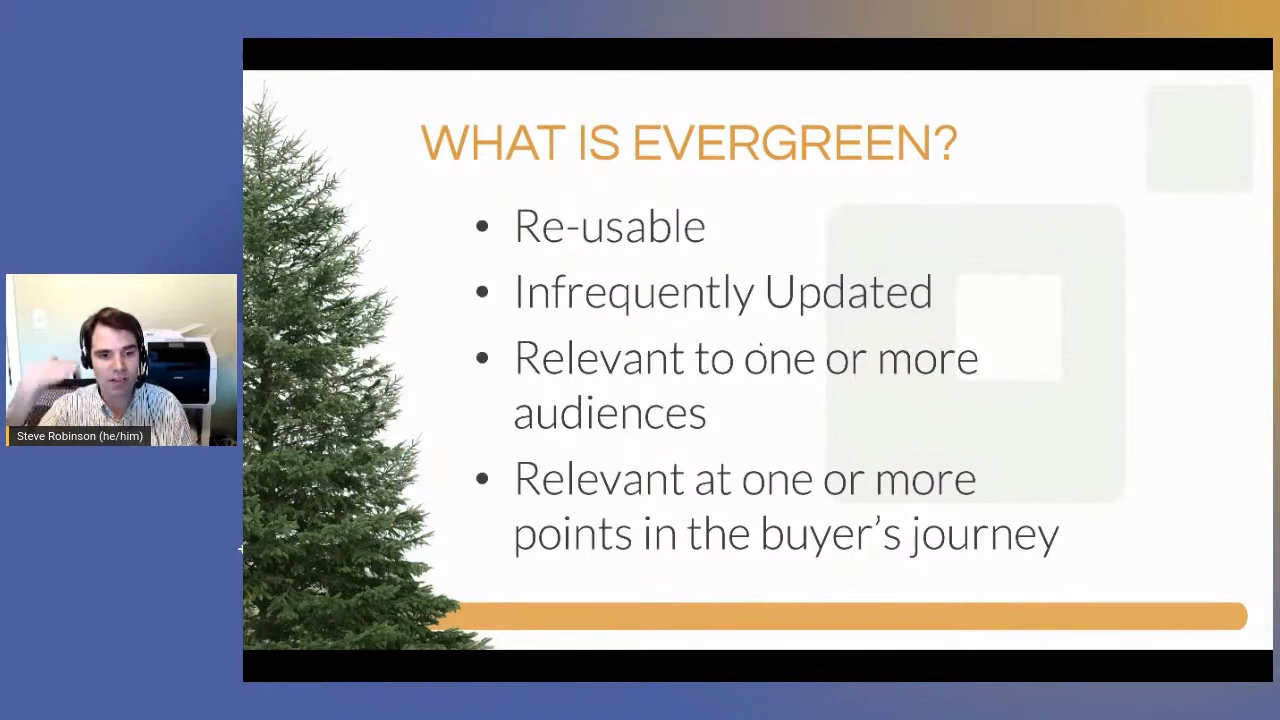 WHAT IS EVERGREEN?
• Re-usable
• Infrequently Updated
• Relevant to one or more
audiences
• Relevant at one or more
points in the buyer’s journey
Steve Robinson (he/him)